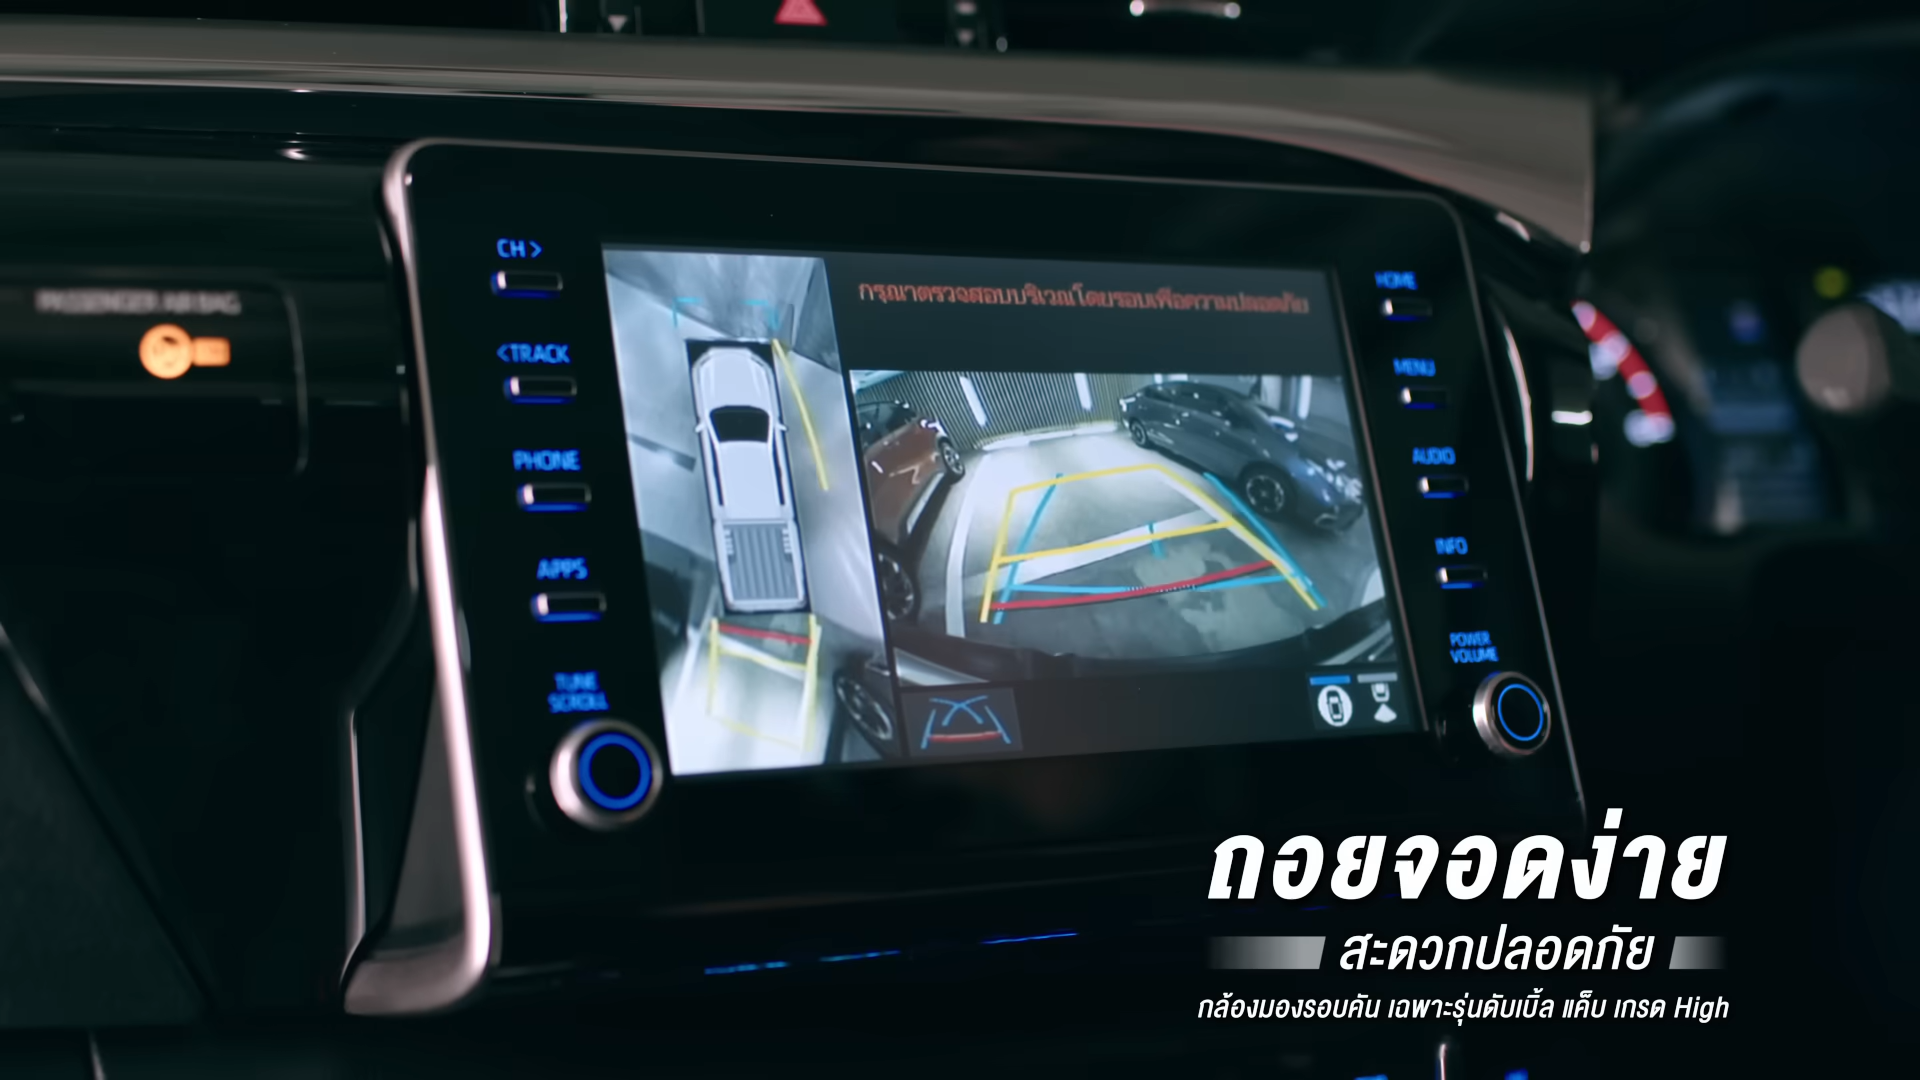 PASSENGER AIRBAG
CH >
<TRACK
PHONE
APPS
TUNE
SCROLL
กรุณาตรวจสอบบริเวณโดยรอบเพื่อความปลอดภัย
HOME
MENU
AUDIO
INFO
POWER
VOLUME
ถอยจอดง่าย
สะดวกปลอดภัย
กล้องมองรอบคัน เฉพาะรุ่นดับเบิ้ล แค็บ เกรด High